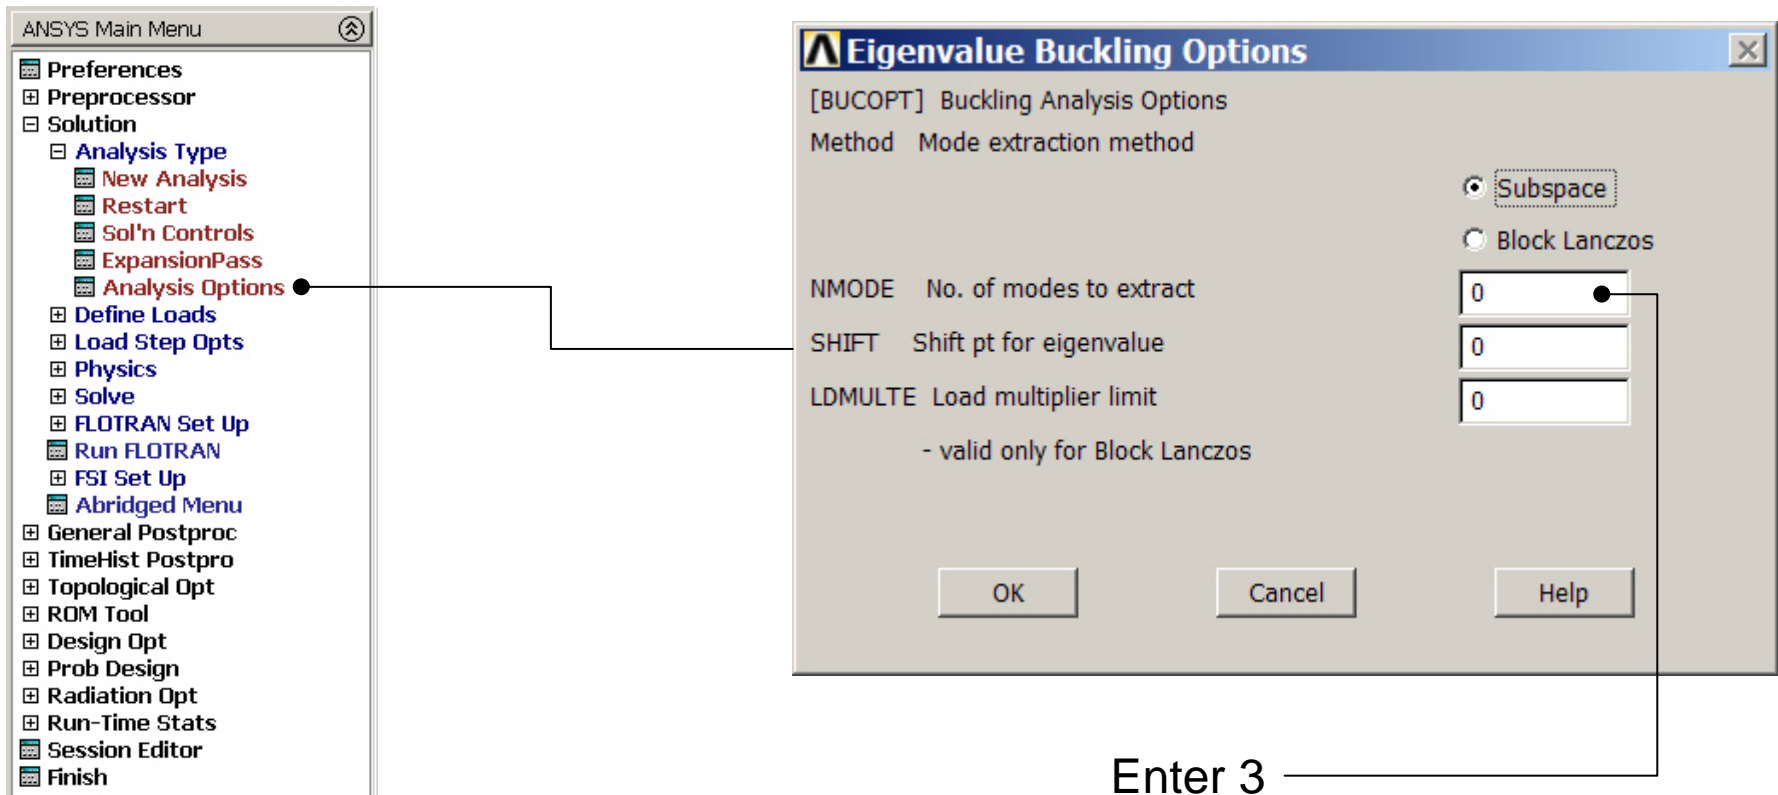 ANSYS Main Menu
Preferences
Preprocessor
Solution
Analysis Type
New Analysis
Restart
Sol'n Controls
ExpansionPass
Analysis Options
Define Loads
Load Step Opts
Physics
Solve
FLOTRAN Set Up
Run FLOTRAN
FSI Set Up
Abridged Menu
General Postproc
TimeHist Postpro
Topological Opt
ROM Tool
Design Opt
Prob Design
Radiation Opt
Run-Time Stats
Session Editor
Finish
Eigenvalue Buckling Options
[BUCOPT] Buckling Analysis Options
Method Mode extraction method
Subspace
Block Lanczos
NMODE No. of modes to extract 0
SHIFT Shift pt for eigenvalue 0
LDMULTE Load multiplier limit 0
- valid only for Block Lanczos
OK Cancel Help
Enter 3